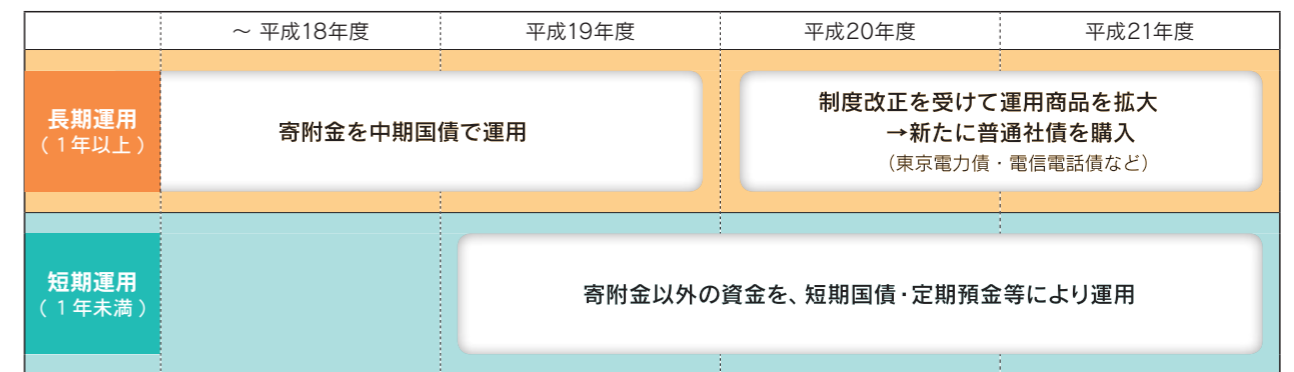 ～ 平成18年度
平成19年度
平成20年度
平成21年度
長期運用
（1年以上）
寄附金を中期国債で運用
制度改正を受けて運用商品を拡大
→新たに普通社債を購入
（東京電力債・電信電話債など）
短期運用
（1年未満）
寄附金以外の資金を、短期国債・定期預金等により運用